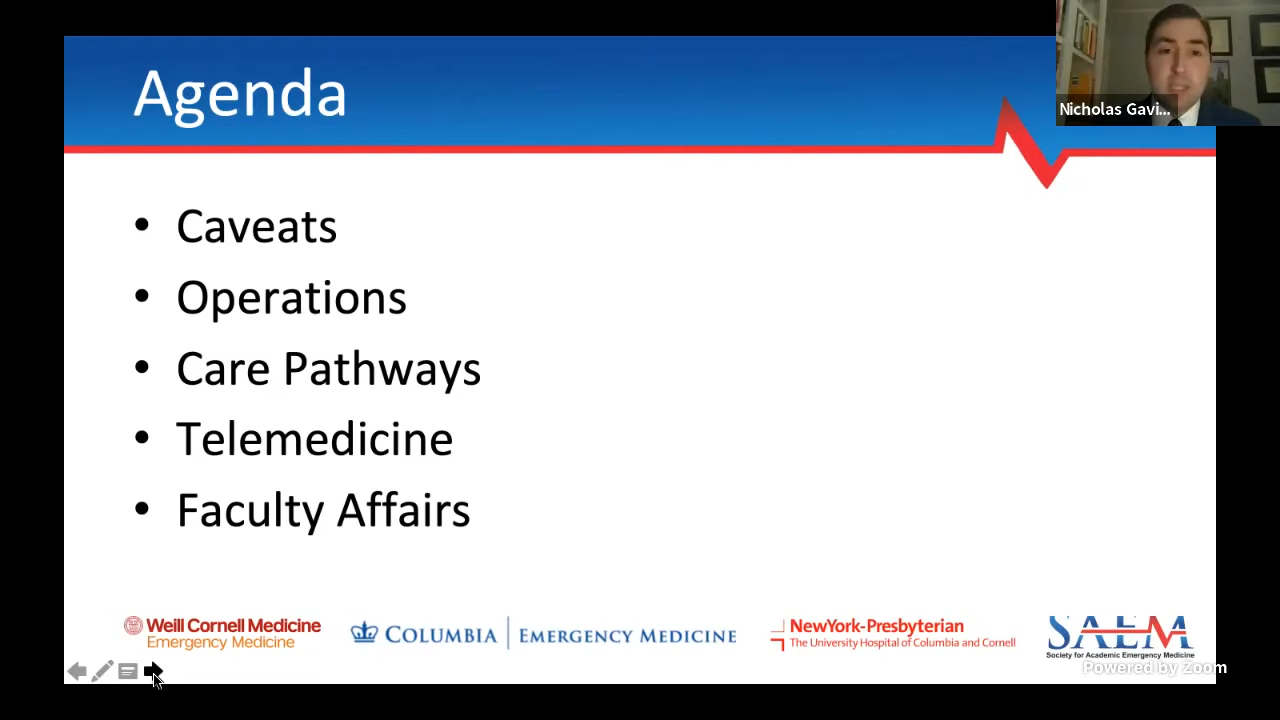 Agenda
Nicholas Gavi...
• Caveats
• Operations
• Care Pathways
• Telemedicine
• Faculty Affairs
Weill Cornell Medicine
Emergency Medicine
COLUMBIA | EMERGENCY MEDICINE
NewYork-Presbyterian
The University Hospital of Columbia and Cornell
SAEM
Society for Academic Emergency Medicine
Powered by Zoom